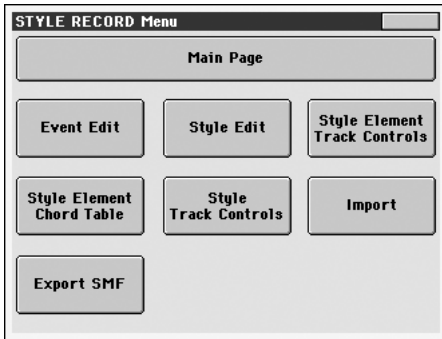 STYLE RECORD Menu
Main Page
Event Edit
Style Edit
Style Element
Track Controls
Style Element
Chord Table
Style
Track Controls
Import
Export SMF